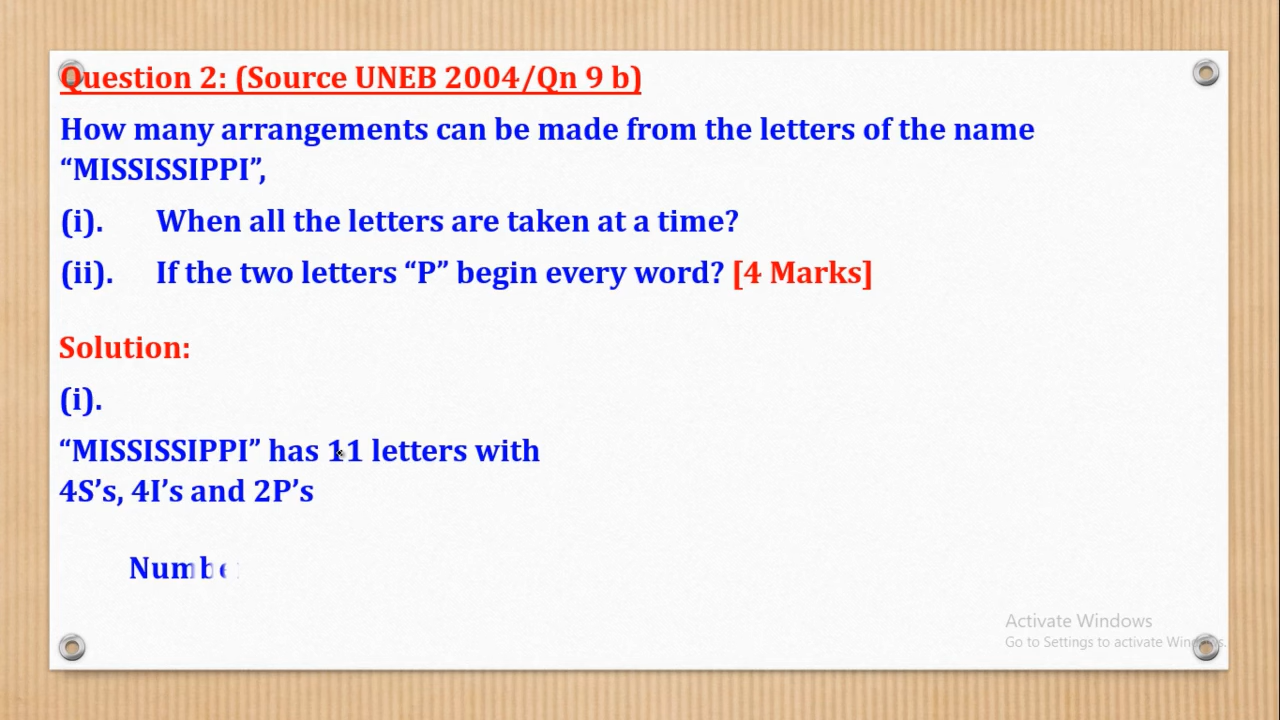 Question 2: (Source UNEB 2004/Qn 9 b)
How many arrangements can be made from the letters of the name
“MISSISSIPPI”,
(i). When all the letters are taken at a time?
(ii). If the two letters “P” begin every word? [4 Marks]
Solution:
(i).
“MISSISSIPPI” has 11 letters with
4S’s, 4I’s and 2P’s
Numbe
Activate Windows
Go to Settings to activate Windows.